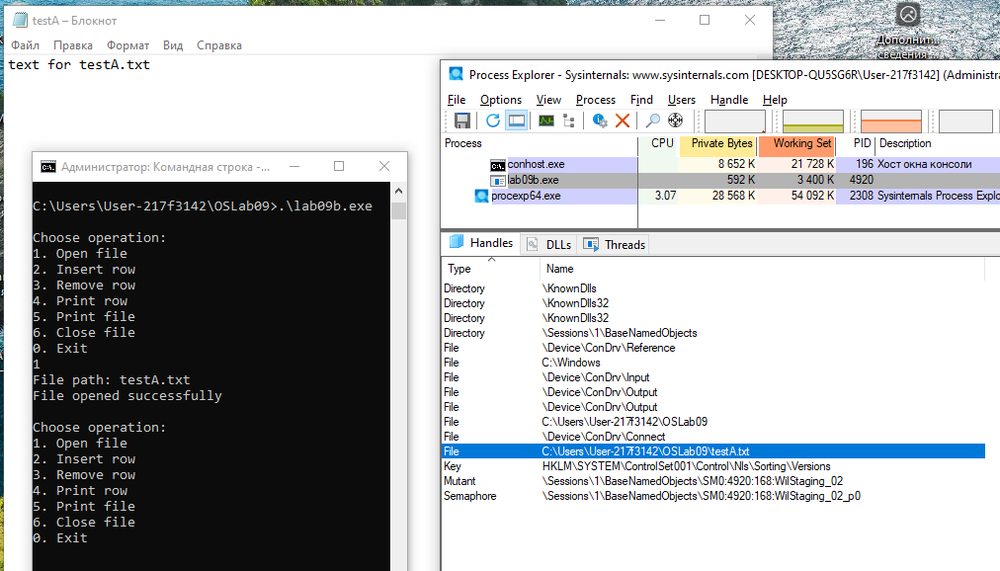 testA – Блокнот
Файл Правка Формат Вид Справка
text for testA.txt
Дополнит...
сведения ...
Администратор: Командная строка -...
C:\Users\User-217f3142\OSLab09>.\lab09b.exe
Choose operation:
1. Open file
2. Insert row
3. Remove row
4. Print row
5. Print file
6. Close file
0. Exit
1
File path: testA.txt
File opened successfully
Choose operation:
1. Open file
2. Insert row
3. Remove row
4. Print row
5. Print file
6. Close file
0. Exit
Process Explorer - Sysinternals: www.sysinternals.com [DESKTOP-QU5SG6R\User-217f3142] (Administra
File Options View Process Find Users Handle Help
Process CPU Private Bytes Working Set PID Description
conhost.exe 8 652 K 21 728 K 196 Хост окна консоли
lab09b.exe 592 K 3 400 K 4920
procexp64.exe 3.07 28 568 K 54 092 K 2308 Sysinternals Process Explo
Handles DLLs Threads
Type Name
Directory \KnownDlls
Directory \KnownDlls32
Directory \KnownDlls32
Directory \Sessions\1\BaseNamedObjects
File \Device\ConDrv\Reference
File C:\Windows
File \Device\ConDrv\Input
File \Device\ConDrv\Output
File \Device\ConDrv\Output
File C:\Users\User-217f3142\OSLab09
File \Device\ConDrv\Connect
File C:\Users\User-217f3142\OSLab09\testA.txt
Key HKLM\SYSTEM\ControlSet001\Control\Nls\Sorting\Versions
Mutant \Sessions\1\BaseNamedObjects\SM0:4920:168:WilStaging_02
Semaphore \Sessions\1\BaseNamedObjects\SM0:4920:168:WilStaging_02_p0